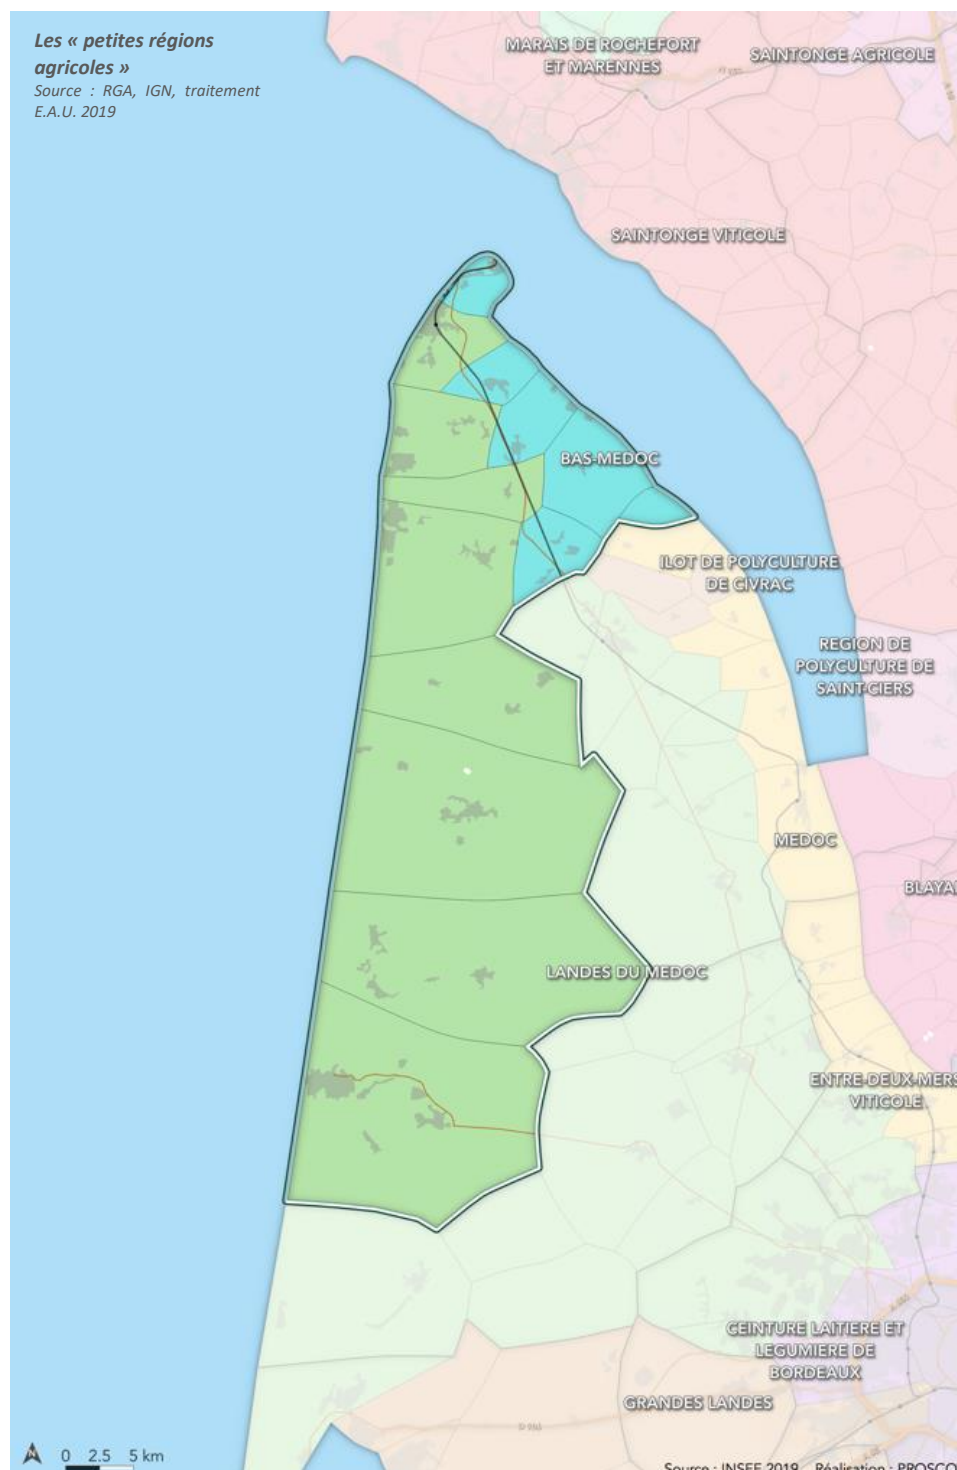 Les « petites régions
agricoles »
Source : RGA, IGN, traitement
E.A.U. 2019
MARAIS DE ROCHEFORT
ET MARENNES
SAINTONGE AGRICOLE
SAINTONGE VITICOLE
BAS-MEDOC
ILOT DE POLYCULTURE
DE CIVRAC
REGION DE
POLYCULTURE DE
SAINT-CIERS
MEDOC
BLAYA
LANDES DU MEDOC
ENTRE-DEUX-MERS
VITICOLE
CEINTURE LAITIERE ET
LEGUMIERE DE
BORDEAUX
GRANDES LANDES
N
0 2.5 5 km
Source : INSEE 2019 Réalisation : PROSCO